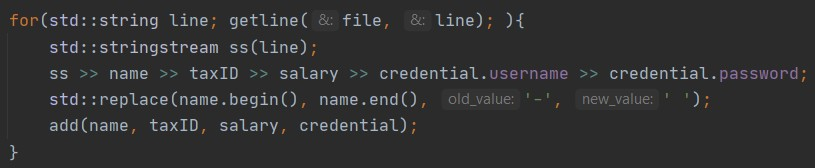 for(std::string line; getline( &: file, &: line); ){
    std::stringstream ss(line);
    ss >> name >> taxID >> salary >> credential.username >> credential.password;
    std::replace(name.begin(), name.end(), old_value: '-', new_value: ' ');
    add(name, taxID, salary, credential);
}